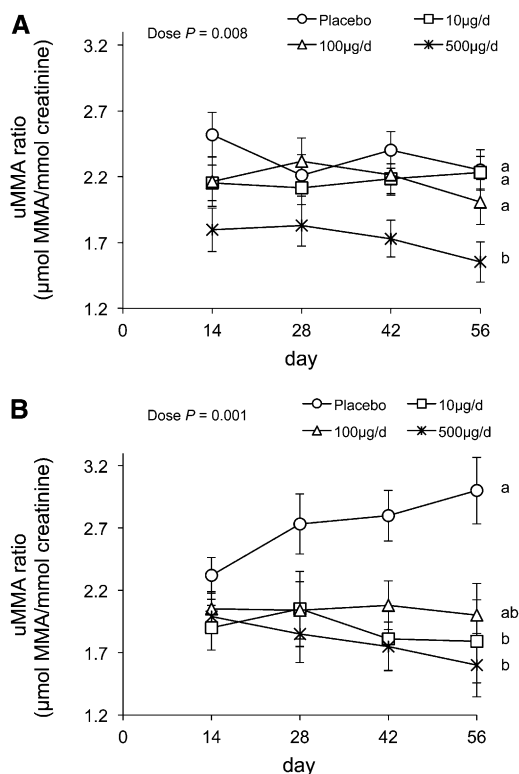 A
Dose P = 0.008
Placebo
10µg/d
100µg/d
500µg/d
uMMA ratio
(µmol MMA/mmol creatinine)
3.2
2.7
2.2
1.7
1.2
a
a
a
b
0
14
28
42
56
day
B
Dose P = 0.001
Placebo
10µg/d
100µg/d
500µg/d
uMMA ratio
(µmol MMA/mmol creatinine)
3.2
2.7
2.2
1.7
1.2
a
ab
b
b
0
14
28
42
56
day